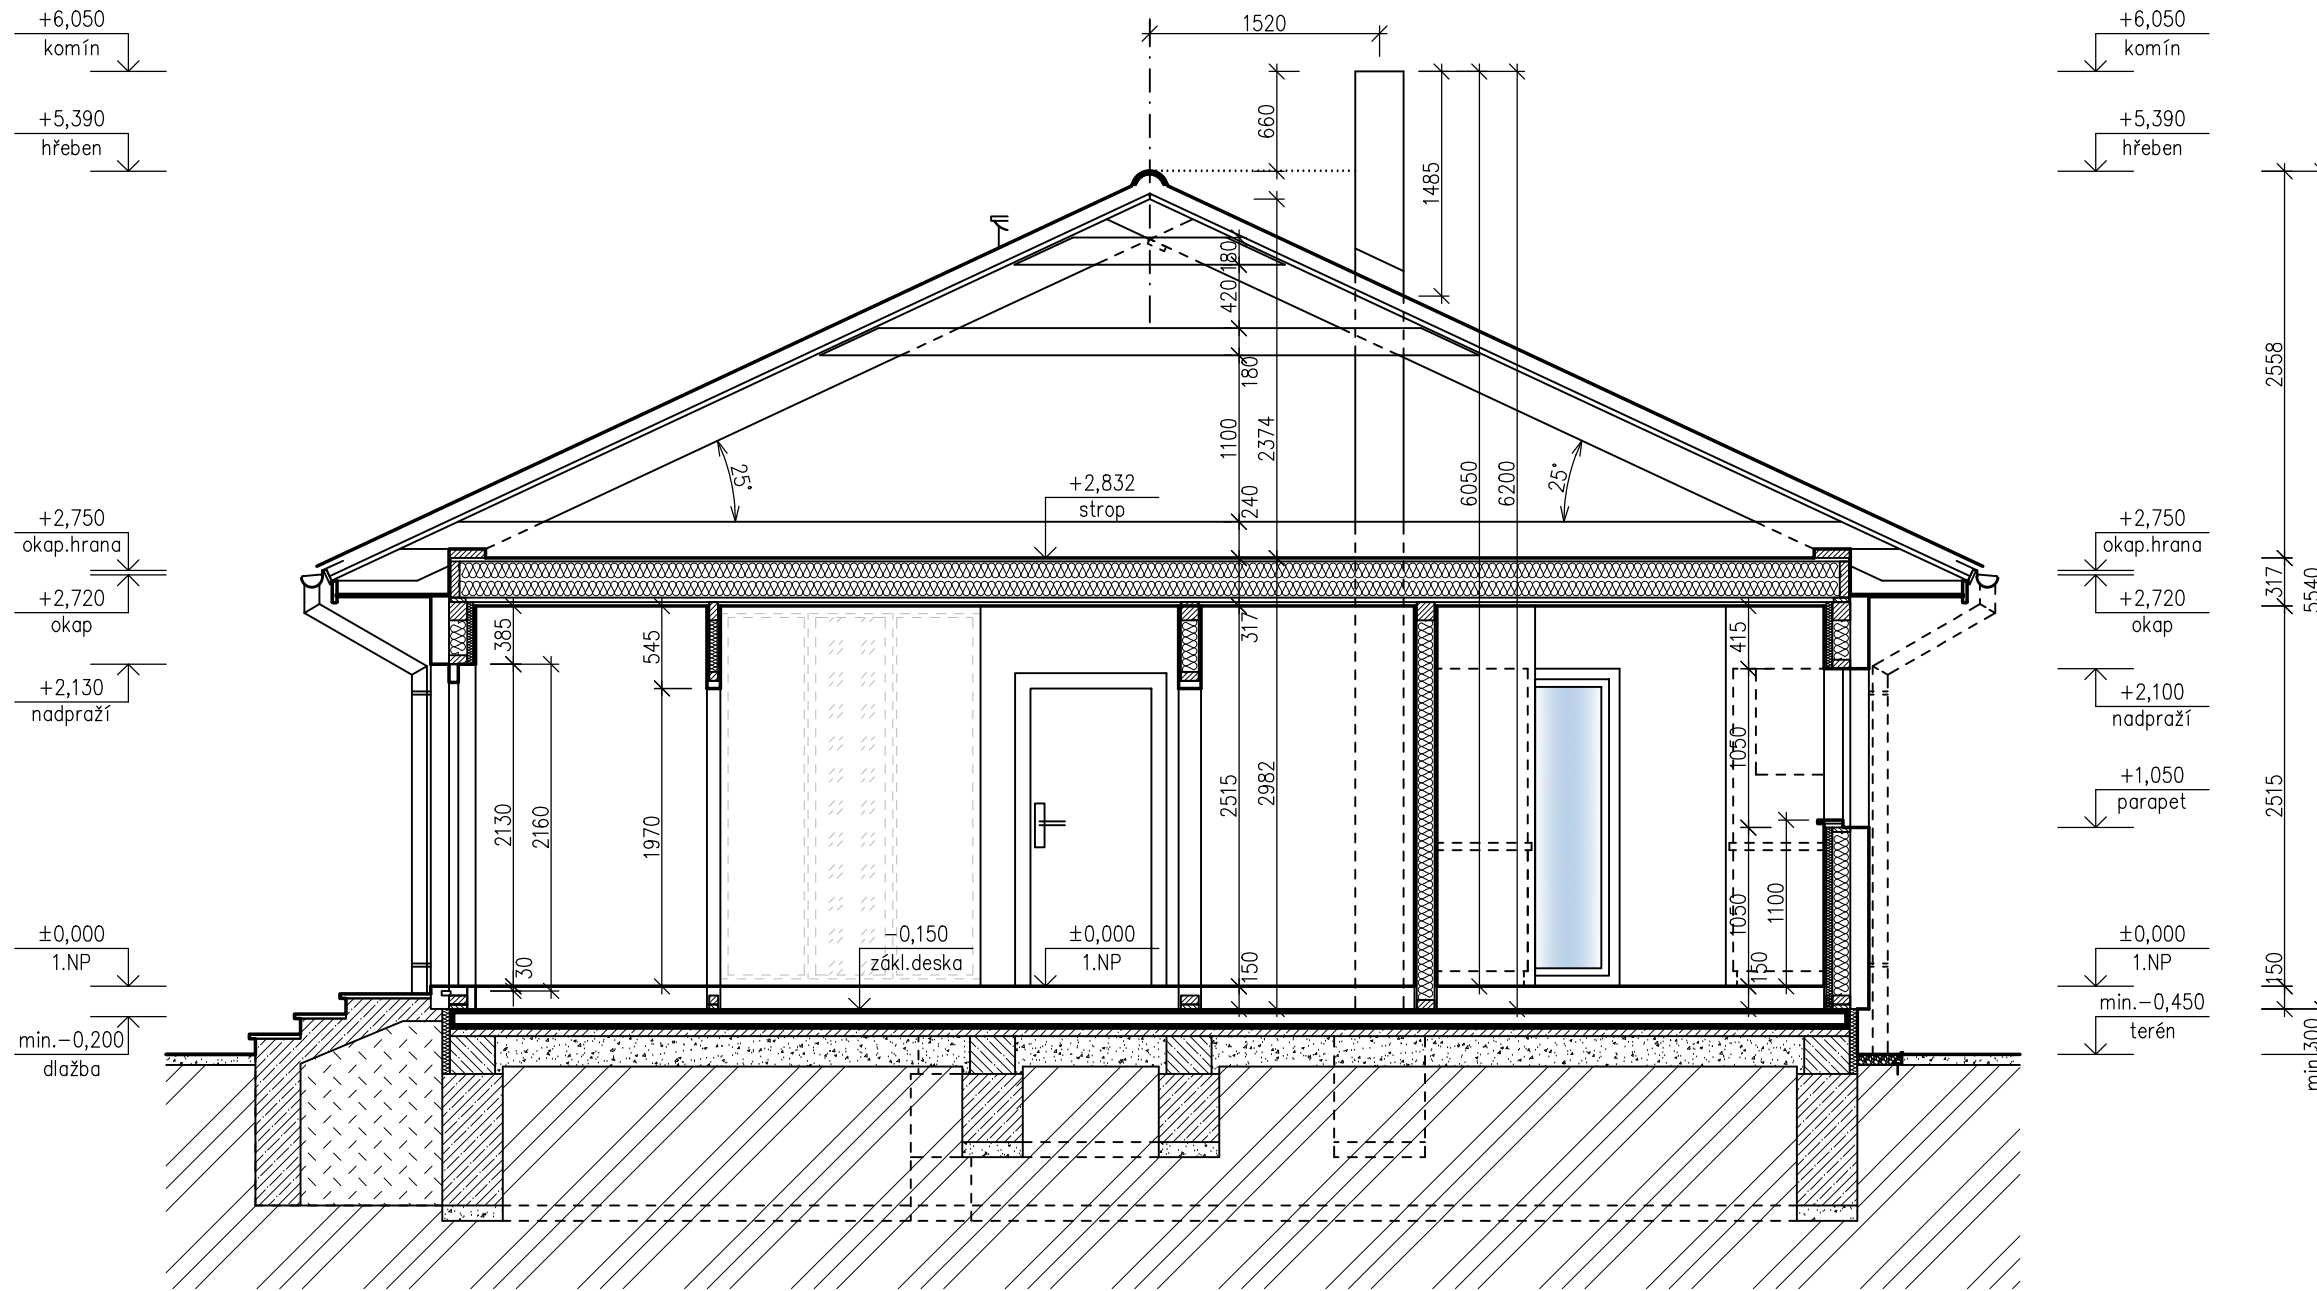 +6,050
komín
+5,390
hřeben
+2,750
okap.hrana
+2,720
okap
+2,130
nadpraží
±0,000
1.NP
min.-0,200
dlažba
1520
660
1485
180
420
180
1100
2374
240
6050
6200
25°
25°
+2,832
strop
385
545
317
415
2130
2160
1970
2515
2982
1050
1050
1100
30
150
150
-0,150
zákl.deska
±0,000
1.NP
+6,050
komín
+5,390
hřeben
+2,750
okap.hrana
+2,720
okap
+2,100
nadpraží
+1,050
parapet
±0,000
1.NP
min.-0,450
terén
2558
317
5540
2515
150
min.300